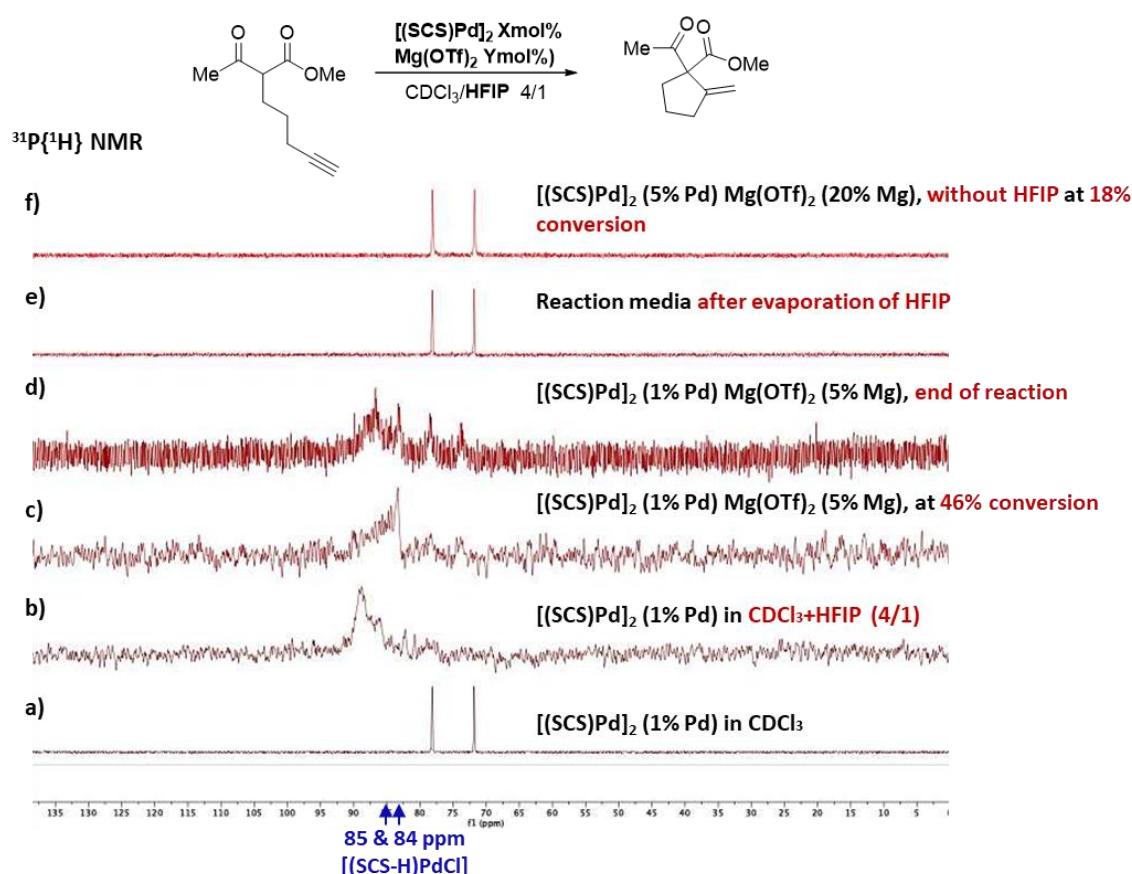 O
O
Me
OMe
[(SCS)Pd]₂ Xmol%
Mg(OTf)₂ Ymol%)
CDCl₃/HFIP 4/1
O
O
Me
OMe
³¹P{¹H} NMR
f)
[(SCS)Pd]₂ (5% Pd) Mg(OTf)₂ (20% Mg), without HFIP at 18%
conversion
e)
Reaction media after evaporation of HFIP
d)
[(SCS)Pd]₂ (1% Pd) Mg(OTf)₂ (5% Mg), end of reaction
c)
[(SCS)Pd]₂ (1% Pd) Mg(OTf)₂ (5% Mg), at 46% conversion
b)
[(SCS)Pd]₂ (1% Pd) in CDCl₃+HFIP (4/1)
a)
[(SCS)Pd]₂ (1% Pd) in CDCl₃
135 130 125 120 115 110 105 100 95 90 80 75 70 65 60 55 50 45 40 35 30 25 20 15 10 5
f1 (ppm)
85 & 84 ppm
[(SCS-H)PdCl]